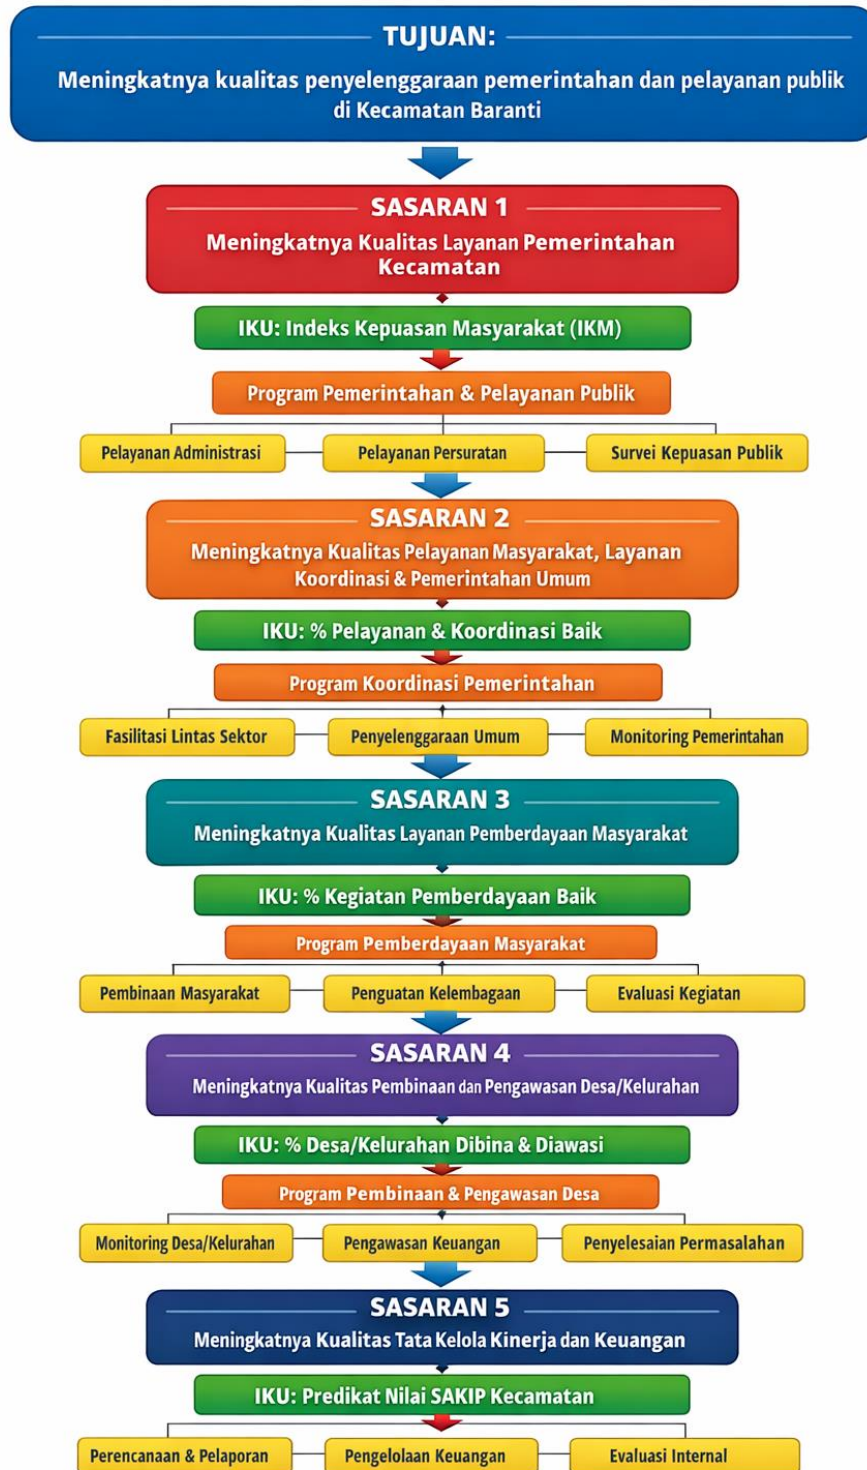 TUJUAN:
Meningkatnya kualitas penyelenggaraan pemerintahan dan pelayanan publik
di Kecamatan Baranti
SASARAN 1
Meningkatnya Kualitas Layanan Pemerintahan
Kecamatan
IKU: Indeks Kepuasan Masyarakat (IKM)
Program Pemerintahan & Pelayanan Publik
Pelayanan Administrasi
Pelayanan Persuratan
Survei Kepuasan Publik
SASARAN 2
Meningkatnya Kualitas Pelayanan Masyarakat, Layanan
Koordinasi & Pemerintahan Umum
IKU: % Pelayanan & Koordinasi Baik
Program Koordinasi Pemerintahan
Fasilitasi Lintas Sektor
Penyelenggaraan Umum
Monitoring Pemerintahan
SASARAN 3
Meningkatnya Kualitas Layanan Pemberdayaan Masyarakat
IKU: % Kegiatan Pemberdayaan Baik
Program Pemberdayaan Masyarakat
Pembinaan Masyarakat
Penguatan Kelembagaan
Evaluasi Kegiatan
SASARAN 4
Meningkatnya Kualitas Pembinaan dan Pengawasan Desa/Kelurahan
IKU: % Desa/Kelurahan Dibina & Diawasi
Program Pembinaan & Pengawasan Desa
Monitoring Desa/Kelurahan
Pengawasan Keuangan
Penyelesaian Permasalahan
SASARAN 5
Meningkatnya Kualitas Tata Kelola Kinerja dan Keuangan
IKU: Predikat Nilai SAKIP Kecamatan
Perencanaan & Pelaporan
Pengelolaan Keuangan
Evaluasi Internal